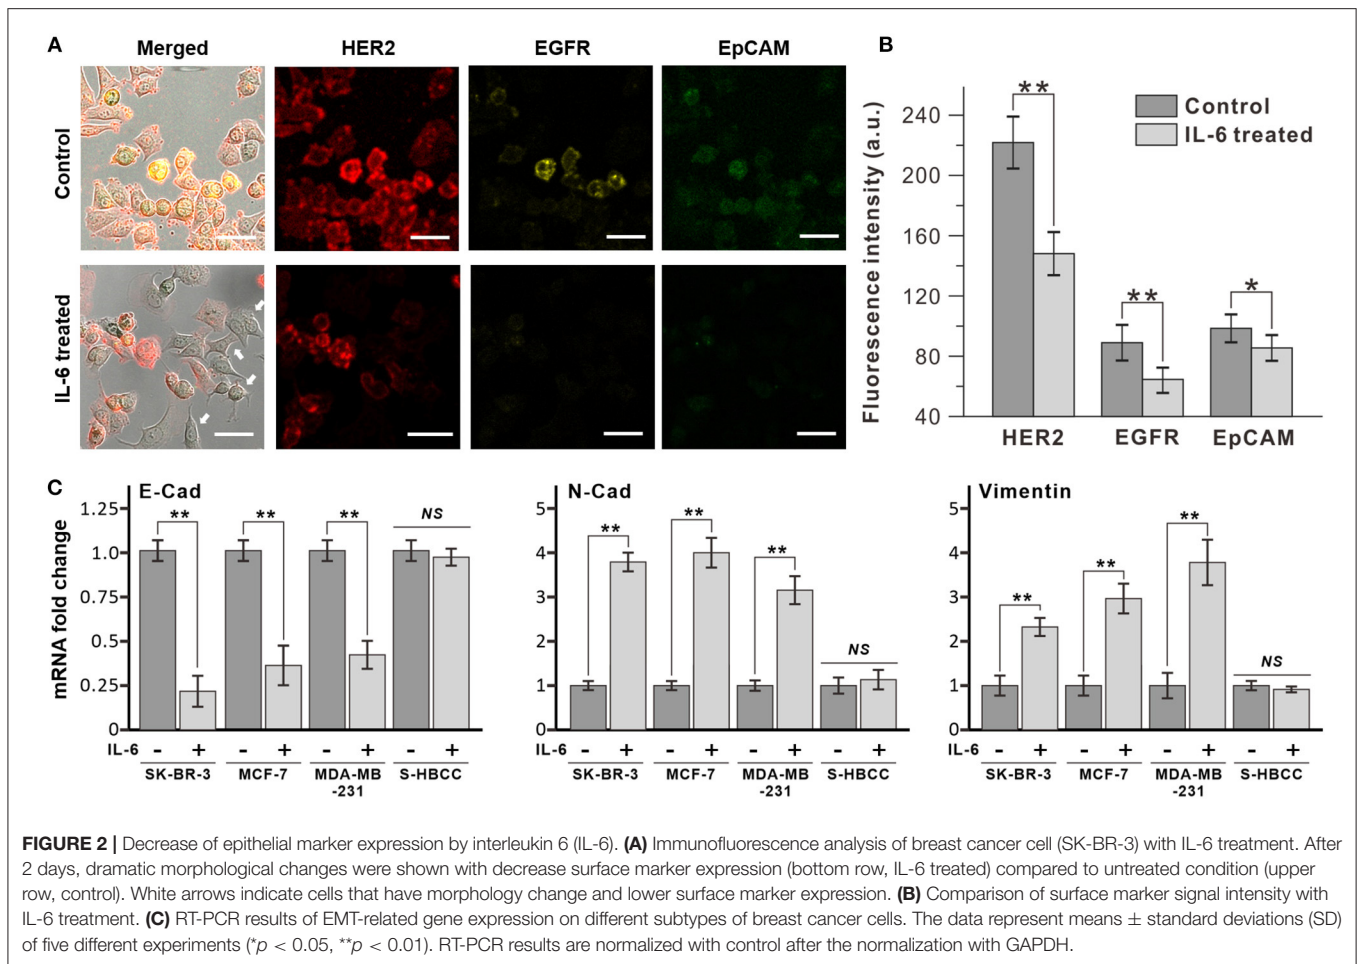 A
Merged HER2 EGFR EpCAM
Control
IL-6 treated
B
Fluorescence intensity (a.u.)
240
200
160
120
80
40
** ** *
Control
IL-6 treated
HER2 EGFR EpCAM
C
E-Cad
mRNA fold change
1.25
1.0
0.75
0.5
0.25
0
** ** ** NS
IL-6 - + - + - + - +
SK-BR-3 MCF-7 MDA-MB S-HBCC
-231
N-Cad
5
4
3
2
1
0
** ** ** NS
IL-6 - + - + - + - +
SK-BR-3 MCF-7 MDA-MB S-HBCC
-231
Vimentin
5
4
3
2
1
0
** ** ** NS
IL-6 - + - + - + - +
SK-BR-3 MCF-7 MDA-MB S-HBCC
-231
FIGURE 2 | Decrease of epithelial marker expression by interleukin 6 (IL-6). (A) Immunofluorescence analysis of breast cancer cell (SK-BR-3) with IL-6 treatment. After
2 days, dramatic morphological changes were shown with decrease surface marker expression (bottom row, IL-6 treated) compared to untreated condition (upper
row, control). White arrows indicate cells that have morphology change and lower surface marker expression. (B) Comparison of surface marker signal intensity with
IL-6 treatment. (C) RT-PCR results of EMT-related gene expression on different subtypes of breast cancer cells. The data represent means ± standard deviations (SD)
of five different experiments (*p < 0.05, **p < 0.01). RT-PCR results are normalized with control after the normalization with GAPDH.